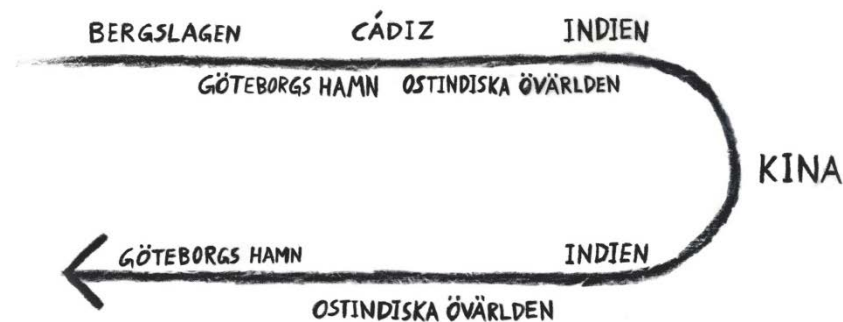 BERGSLAGEN CÁDIZ INDIEN
GÖTEBORGS HAMN OSTINDISKA ÖVÄRLDEN
KINA
GÖTEBORGS HAMN INDIEN
OSTINDISKA ÖVÄRLDEN